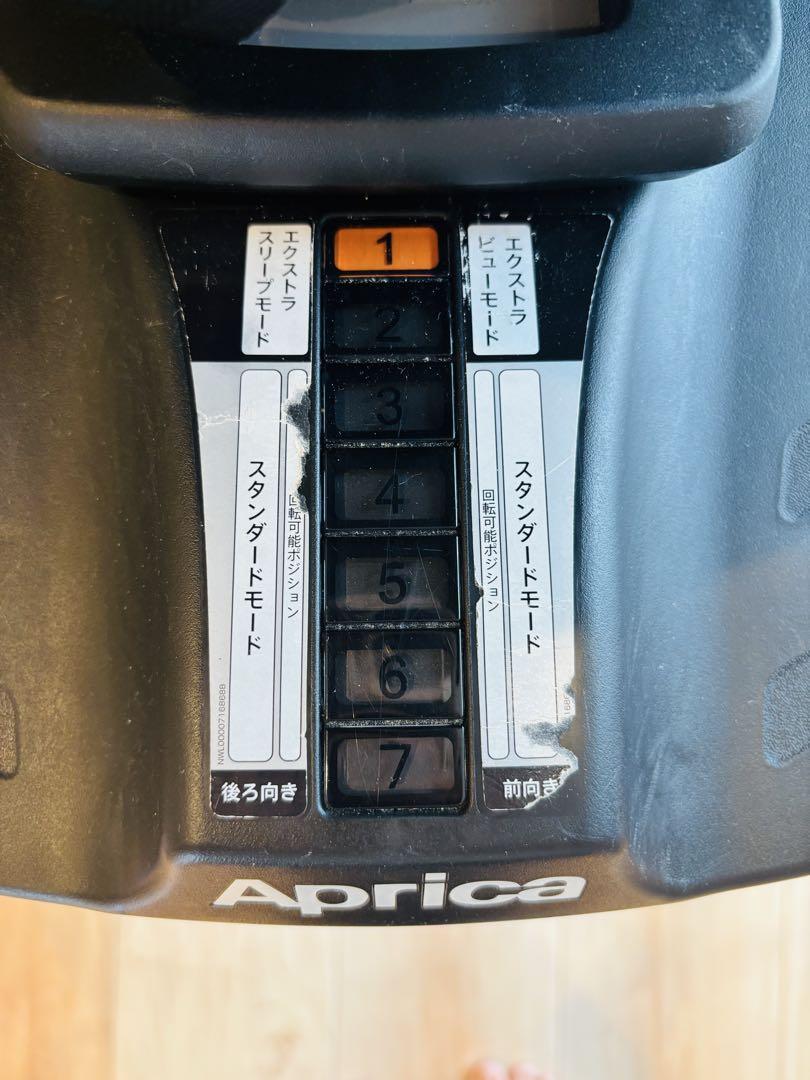 エクストラ
スリープモード
1
エクストラ
ビューモード
2
3
4
5
6
7
スタンダードモード
回転可能ポジション
回転可能ポジション
スタンダードモード
NWL00007168688
後ろ向き
前向き
Aprica